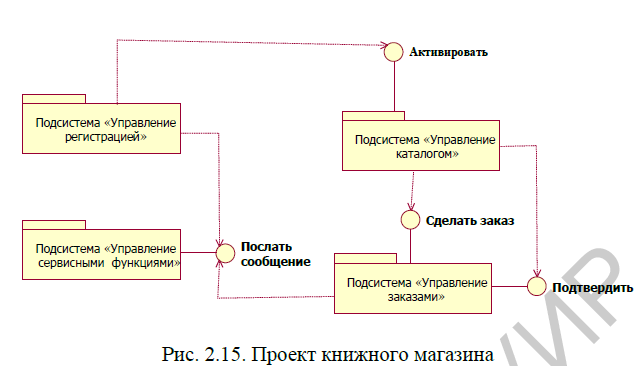 Активировать
Подсистема «Управление
регистрацией»
Подсистема «Управление
каталогом»
Сделать заказ
Послать
сообщение
Подсистема «Управление
сервисными функциями»
Подсистема «Управление
заказами»
Подтвердить
Рис. 2.15. Проект книжного магазина